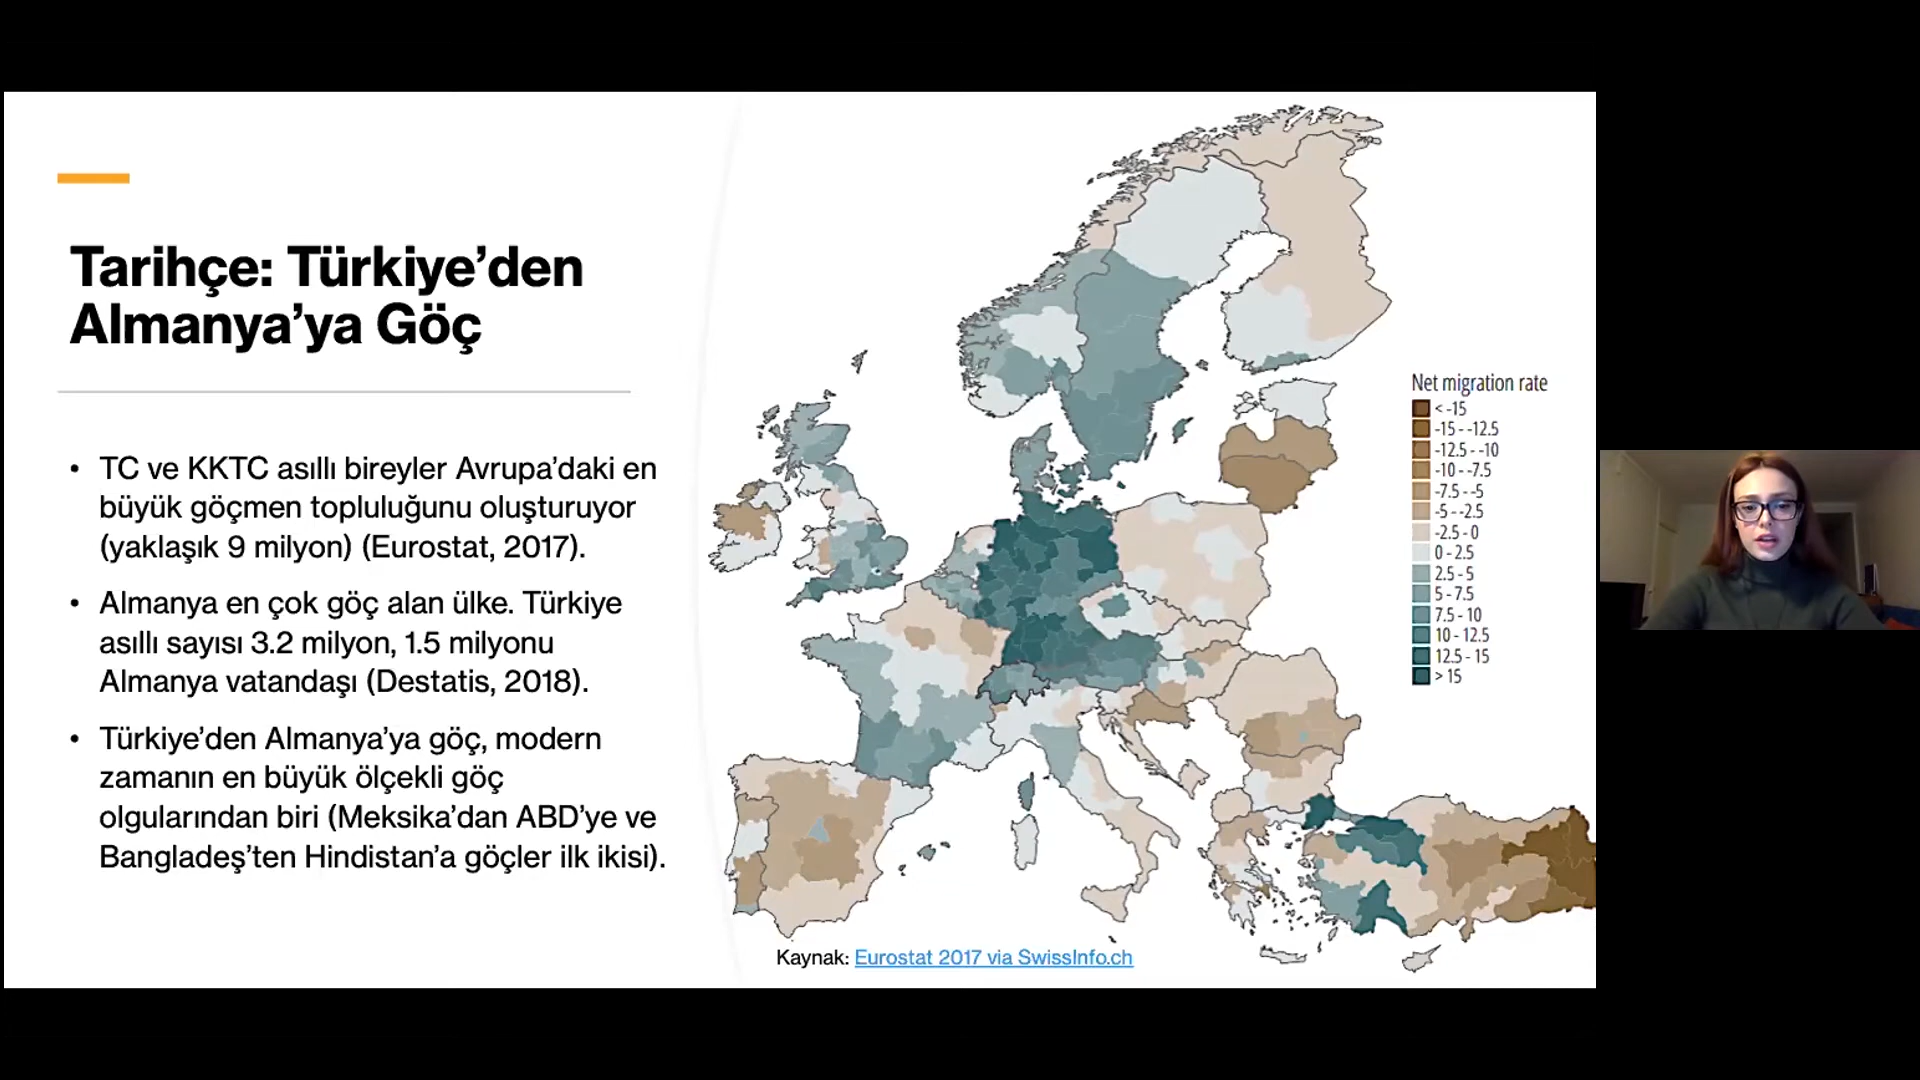 Tarihçe: Türkiye’den
Almanya’ya Göç
• TC ve KKTC asıllı bireyler Avrupa’daki en
büyük göçmen topluluğunu oluşturuyor
(yaklaşık 9 milyon) (Eurostat, 2017).
• Almanya en çok göç alan ülke. Türkiye
asıllı sayısı 3.2 milyon, 1.5 milyonu
Almanya vatandaşı (Destatis, 2018).
• Türkiye’den Almanya’ya göç, modern
zamanın en büyük ölçekli göç
olgularından biri (Meksika’dan ABD’ye ve
Bangladeş’ten Hindistan’a göçler ilk ikisi).
Net migration rate
< -15
-15 - -12.5
-12.5 - -10
-10 - -7.5
-7.5 - -5
-5 - -2.5
-2.5 - 0
0 - 2.5
2.5 - 5
5 - 7.5
7.5 - 10
10 - 12.5
12.5 - 15
> 15
Kaynak: Eurostat 2017 via SwissInfo.ch